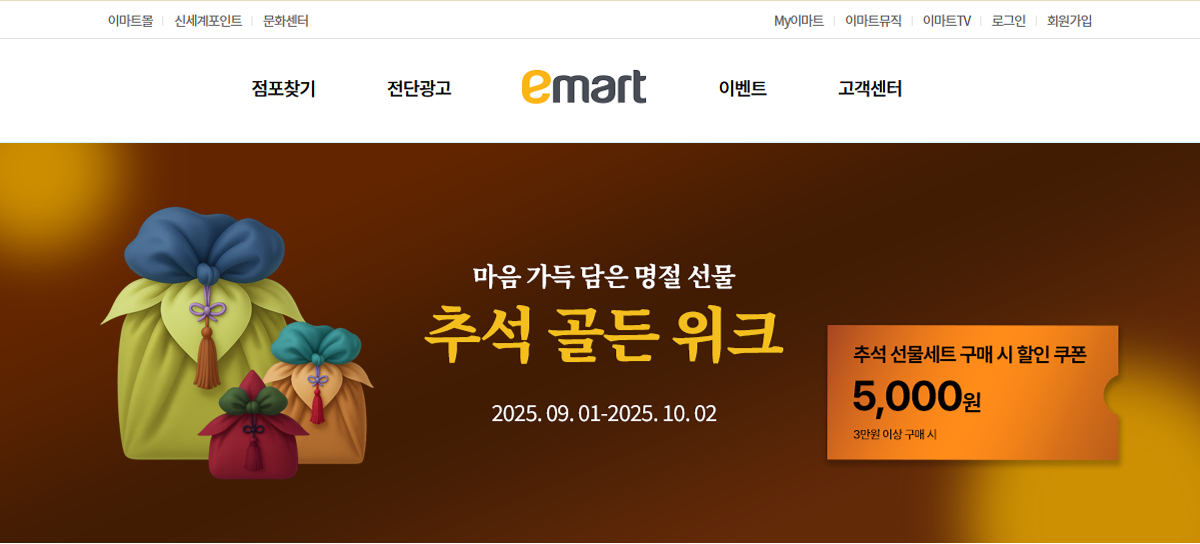 이마트몰 신세계포인트 문화센터 My이마트 이마트뮤직 이마트TV 로그인 회원가입
점포찾기 전단광고 emart 이벤트 고객센터
마음 가득 담은 명절 선물
추석 골든 위크
2025. 09. 01-2025. 10. 02
추석 선물세트 구매 시 할인 쿠폰
5,000원
3만원 이상 구매 시